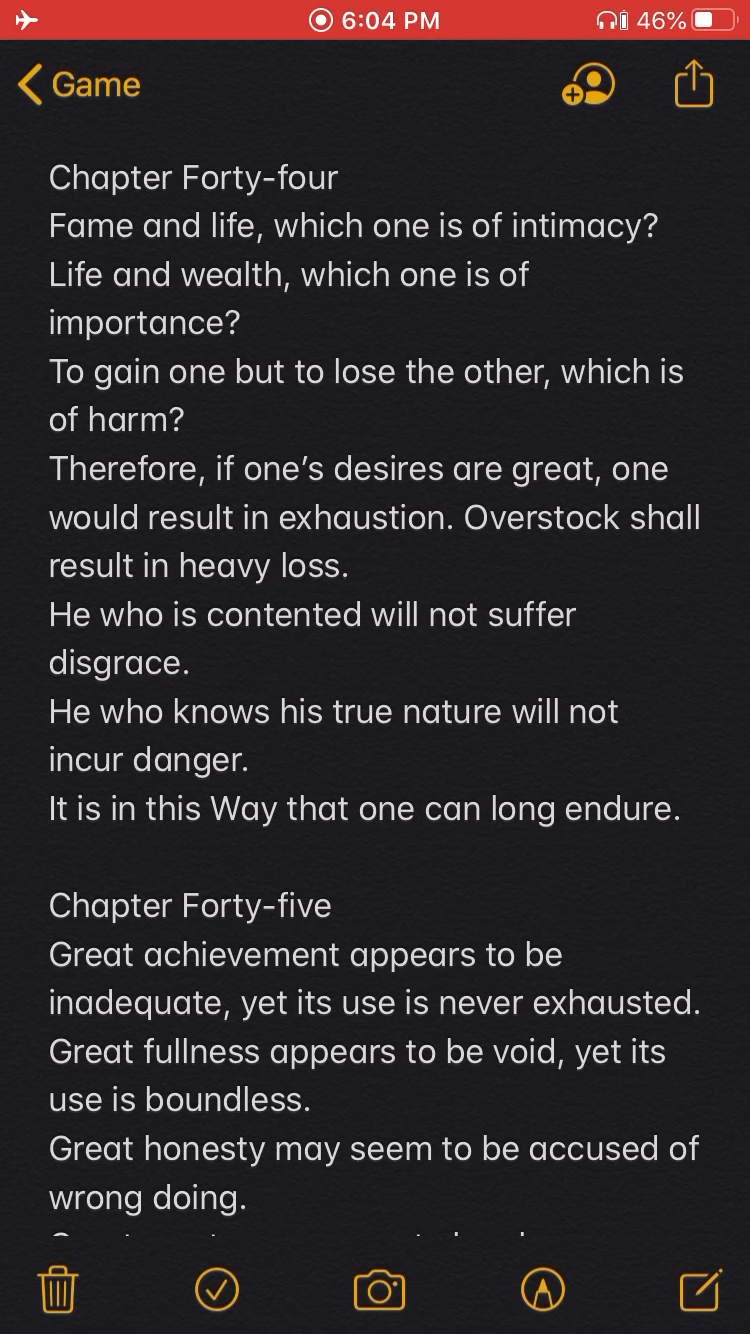 6:04 PM
46%
Game
Chapter Forty-four
Fame and life, which one is of intimacy?
Life and wealth, which one is of
importance?
To gain one but to lose the other, which is
of harm?
Therefore, if one’s desires are great, one
would result in exhaustion. Overstock shall
result in heavy loss.
He who is contented will not suffer
disgrace.
He who knows his true nature will not
incur danger.
It is in this Way that one can long endure.
Chapter Forty-five
Great achievement appears to be
inadequate, yet its use is never exhausted.
Great fullness appears to be void, yet its
use is boundless.
Great honesty may seem to be accused of
wrong doing.